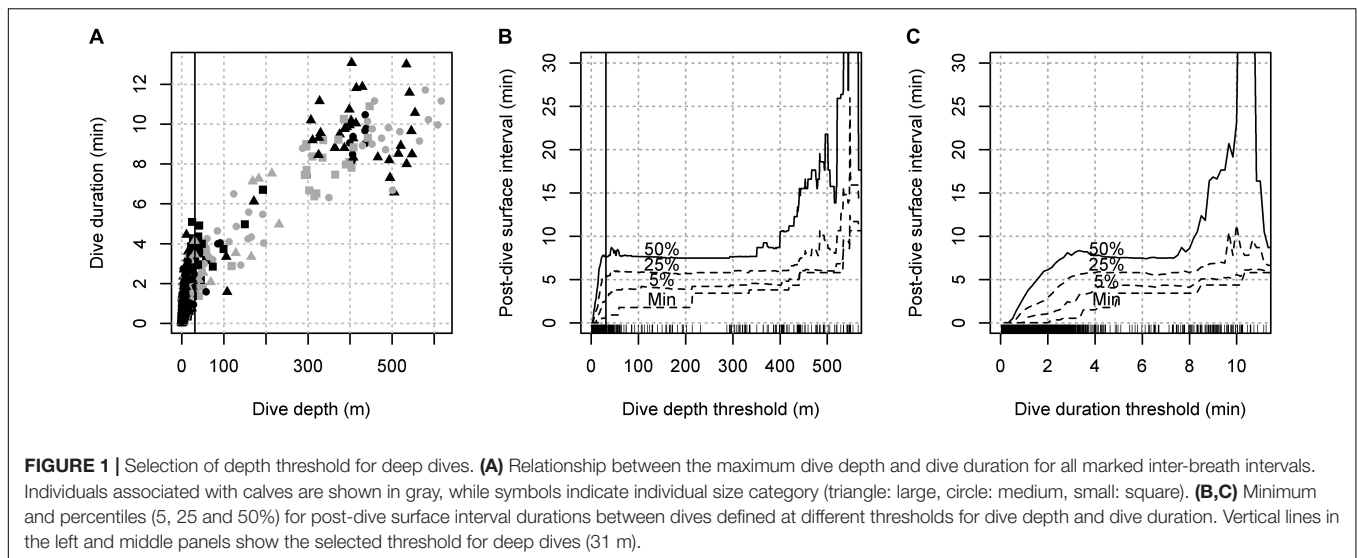 A
B
C
Dive duration (min)
0
2
4
6
8
10
12
0
100
300
500
Dive depth (m)
Post-dive surface interval (min)
0
5
10
15
20
25
30
50%
25%
5%
Min
0
100
200
300
400
500
Dive depth threshold (m)
Post-dive surface interval (min)
0
5
10
15
20
25
30
50%
25%
5%
Min
0
2
4
6
8
10
Dive duration threshold (min)
FIGURE 1 | Selection of depth threshold for deep dives. (A) Relationship between the maximum dive depth and dive duration for all marked inter-breath intervals.
Individuals associated with calves are shown in gray, while symbols indicate individual size category (triangle: large, circle: medium, small: square). (B,C) Minimum
and percentiles (5, 25 and 50%) for post-dive surface interval durations between dives defined at different thresholds for dive depth and dive duration. Vertical lines in
the left and middle panels show the selected threshold for deep dives (31 m).